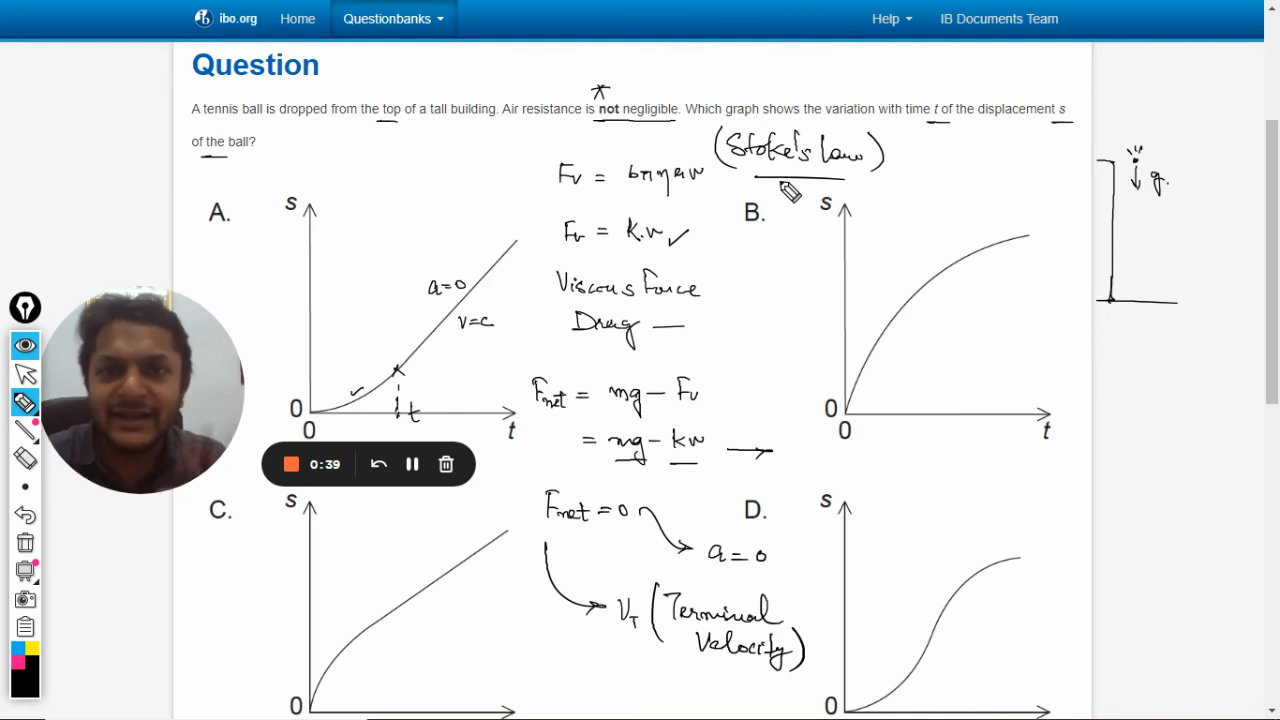 ibo.org Home Questionbanks Help IB Documents Team
Question
A tennis ball is dropped from the top of a tall building. Air resistance is not negligible. Which graph shows the variation with time t of the displacement s
of the ball?
(Stoke's Law)
Fv = 6πηav
g.
A. s
B. s
Fv = k.v
Viscous Force
a=0
v=c
Drag —
Fnet = mg – Fv
0
t
0 t
0
0 t
= mg – kv
0:39
C. s
D. s
Fnet = 0
a = 0
VT (Terminal
Velocity)
0
0